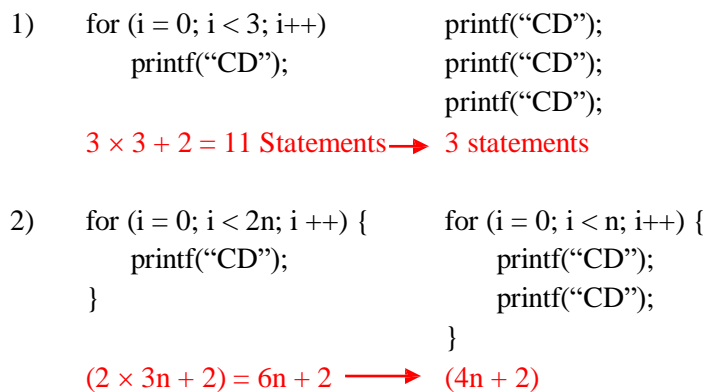 1) for (i = 0; i < 3; i++) printf(“CD”);
printf(“CD”); printf(“CD”);
printf(“CD”);
3 × 3 + 2 = 11 Statements → 3 statements
2) for (i = 0; i < 2n; i ++) { for (i = 0; i < n; i++) {
printf(“CD”); printf(“CD”);
} printf(“CD”);
}
(2 × 3n + 2) = 6n + 2 → (4n + 2)